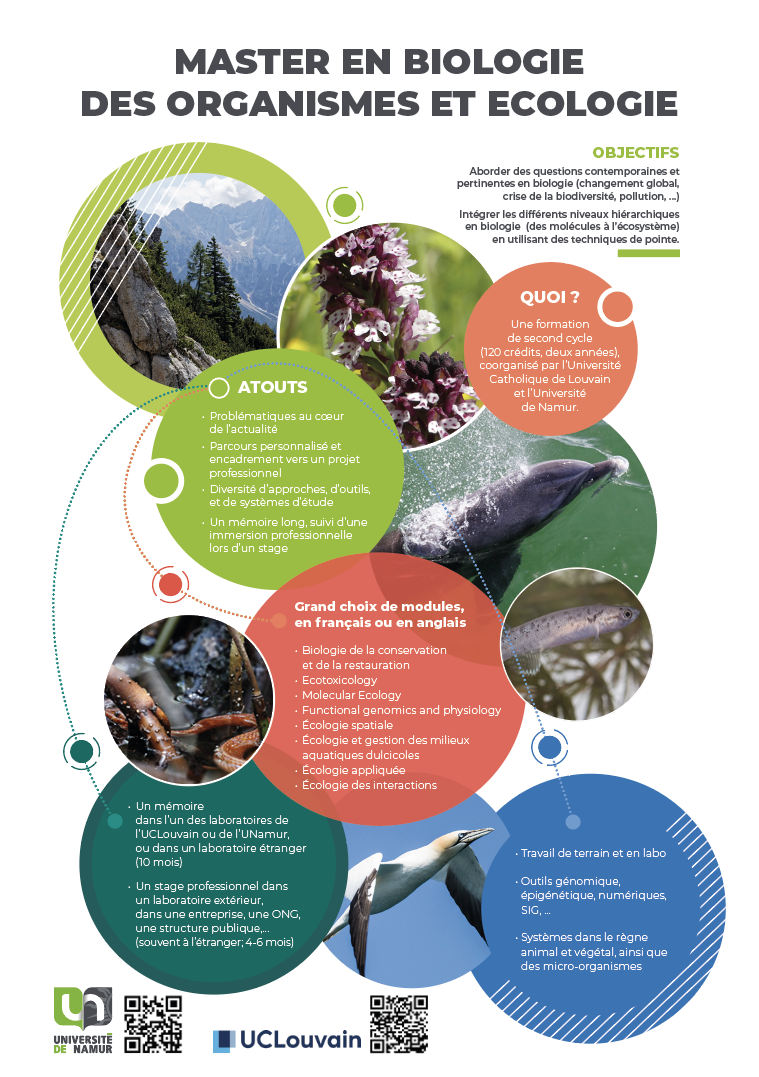 MASTER EN BIOLOGIE
DES ORGANISMES ET ECOLOGIE
OBJECTIFS
Aborder des questions contemporaines et
pertinentes en biologie (changement global,
crise de la biodiversité, pollution, ...)
Intégrer les différents niveaux hiérarchiques
en biologie (des molécules à l'écosystème)
en utilisant des techniques de pointe.
QUOI ?
Une formation
de second cycle
(120 crédits, deux années),
coorganisé par l'Université
Catholique de Louvain
et l'Université
de Namur.
ATOUTS
· Problématiques au cœur
de l'actualité
· Parcours personnalisé et
encadrement vers un projet
professionnel
· Diversité d'approches, d'outils,
et de systèmes d'étude
· Un mémoire long, suivi d'une
immersion professionnelle
lors d'un stage
Grand choix de modules,
en français ou en anglais
· Biologie de la conservation
et de la restauration
· Ecotoxicology
· Molecular Ecology
· Functional genomics and physiology
· Écologie spatiale
· Écologie et gestion des milieux
aquatiques dulcicoles
· Écologie appliquée
· Écologie des interactions
· Un mémoire
dans l'un des laboratoires de
l'UCLouvain ou de l'UNamur,
ou dans un laboratoire étranger
(10 mois)
· Un stage professionnel dans
un laboratoire extérieur,
dans une entreprise, une ONG,
une structure publique,...
(souvent à l'étranger; 4-6 mois)
· Travail de terrain et en labo
· Outils génomique,
épigénétique, numériques,
SIG, ...
· Systèmes dans le règne
animal et végétal, ainsi que
des micro-organismes
un
UNIVERSITÉ
DE NAMUR
UCLouvain